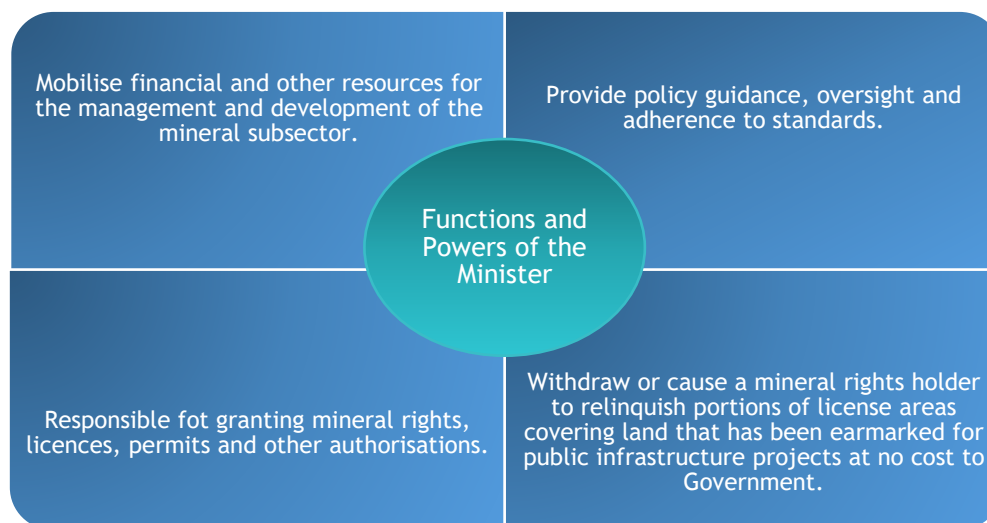 Mobilise financial and other resources for
the management and development of the
mineral subsector.
Provide policy guidance, oversight and
adherence to standards.
Functions and
Powers of the
Minister
Responsible fot granting mineral rights,
licences, permits and other authorisations.
Withdraw or cause a mineral rights holder
to relinquish portions of license areas
covering land that has been earmarked for
public infrastructure projects at no cost to
Government.